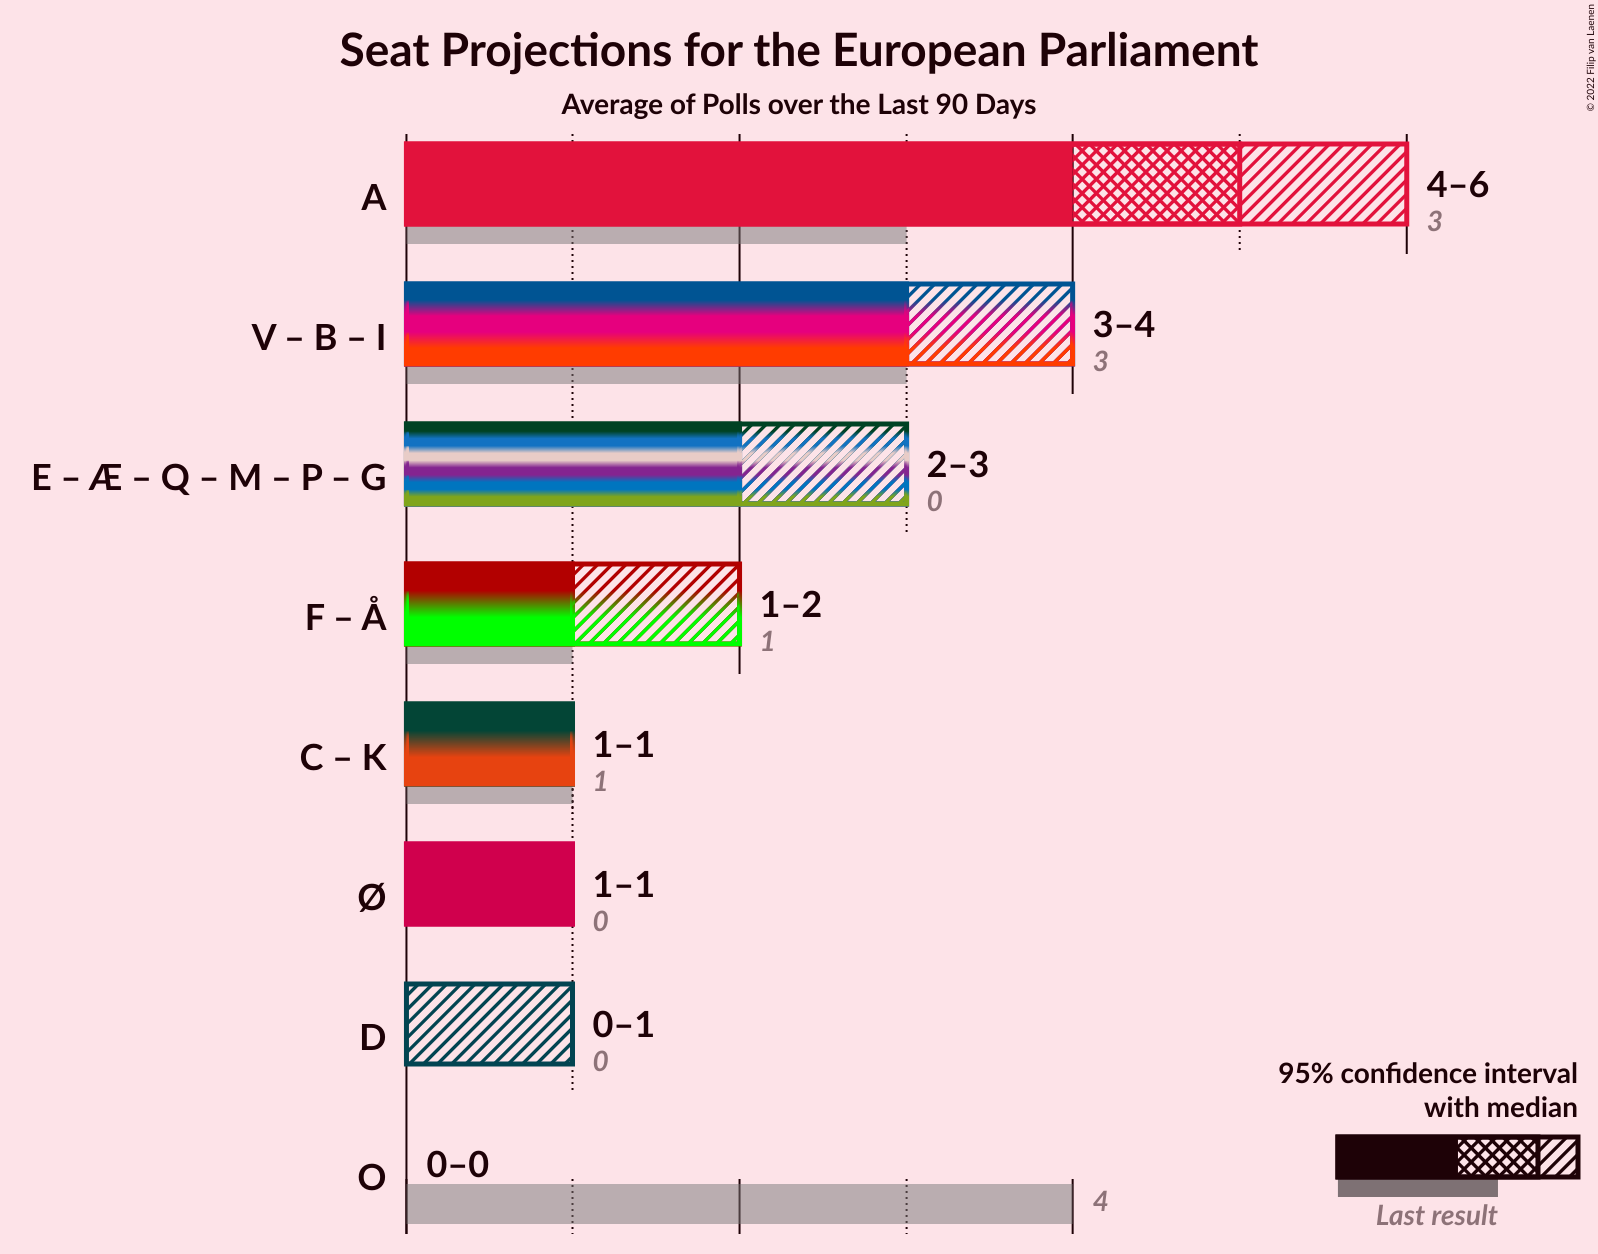 Seat Projections for the European Parliament
Average of Polls over the Last 90 Days
© 2022 Filip van Laenen
A
4–6
3
V – B – I
3–4
3
E – Æ – Q – M – P – G
2–3
0
F – Å
1–2
1
C – K
1–1
1
Ø
1–1
0
D
0–1
0
O
0–0
4
95% confidence interval
with median
Last result